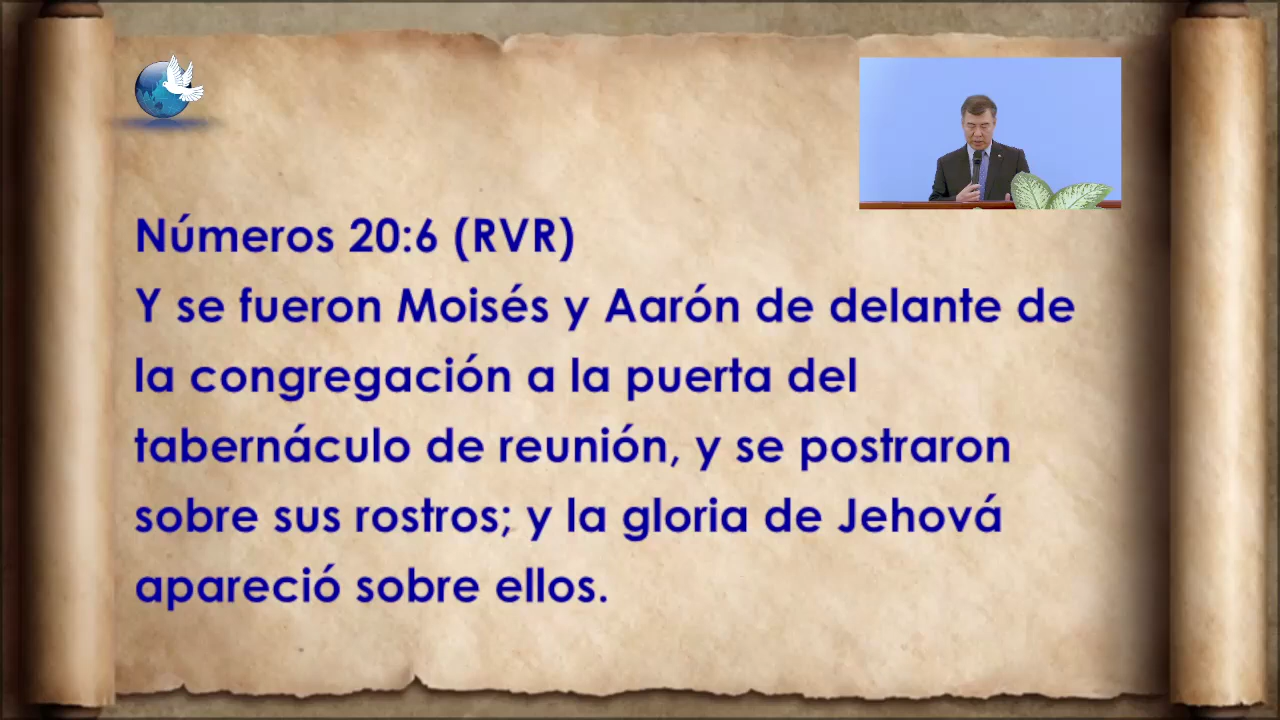 Números 20:6 (RVR)
Y se fueron Moisés y Aarón de delante de
la congregación a la puerta del
tabernáculo de reunión, y se postraron
sobre sus rostros; y la gloria de Jehová
apareció sobre ellos.